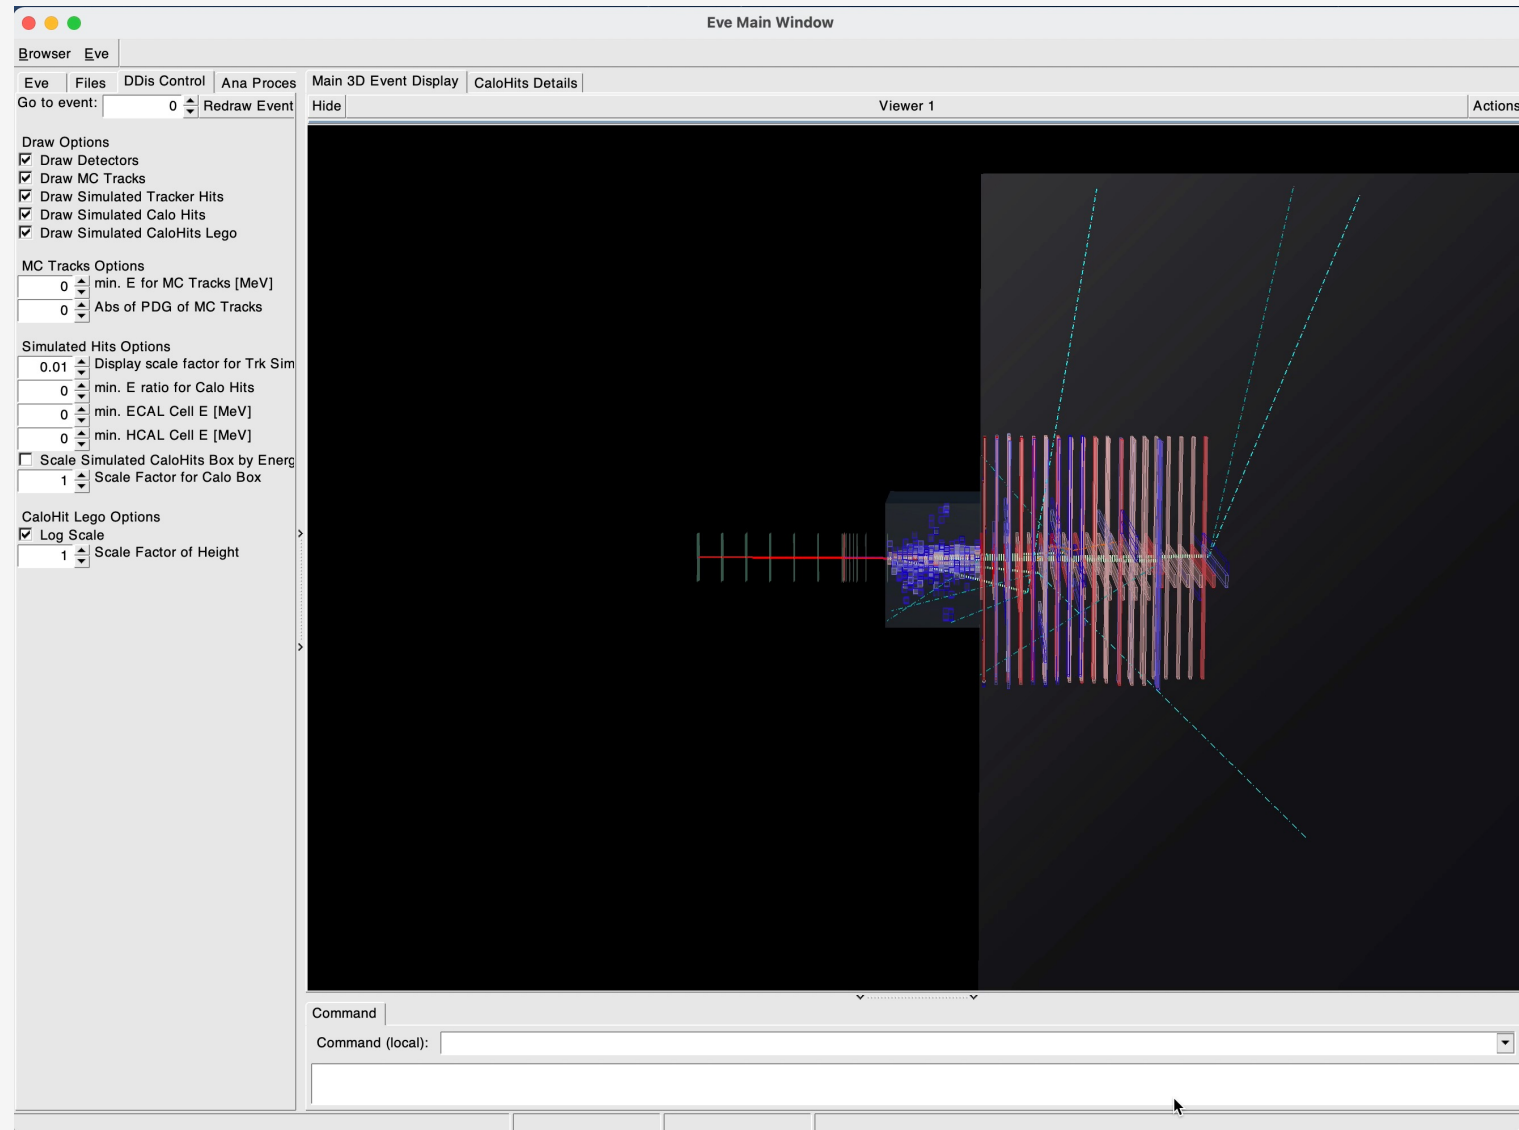 Eve Main Window
Browser Eve
Eve Files DDis Control Ana Proces
Main 3D Event Display CaloHits Details
Go to event: 0 Redraw Event
Hide Viewer 1 Actions
Draw Options
Draw Detectors
Draw MC Tracks
Draw Simulated Tracker Hits
Draw Simulated Calo Hits
Draw Simulated CaloHits Lego
MC Tracks Options
0 min. E for MC Tracks [MeV]
0 Abs of PDG of MC Tracks
Simulated Hits Options
0.01 Display scale factor for Trk Sim
0 min. E ratio for Calo Hits
0 min. ECAL Cell E [MeV]
0 min. HCAL Cell E [MeV]
Scale Simulated CaloHits Box by Energ
1 Scale Factor for Calo Box
CaloHit Lego Options
Log Scale
1 Scale Factor of Height
Command
Command (local):